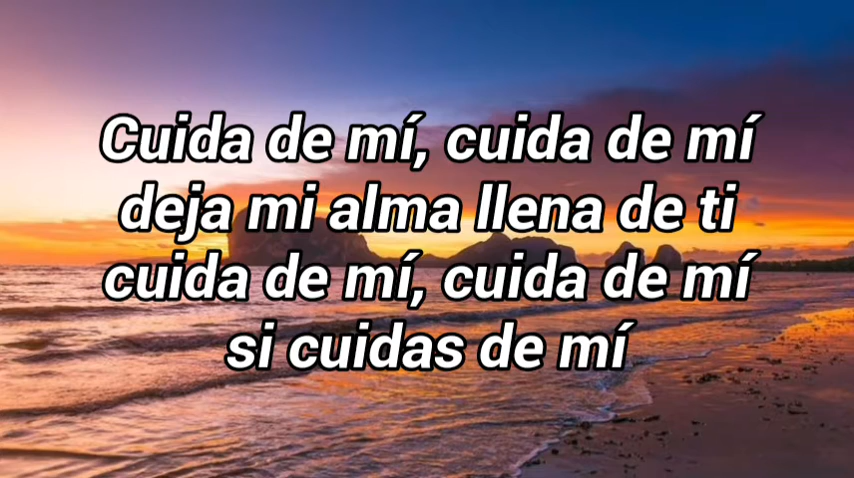 Cuida de mí, cuida de mí
deja mi alma llena de ti
cuida de mí, cuida de mí
si cuidas de mí